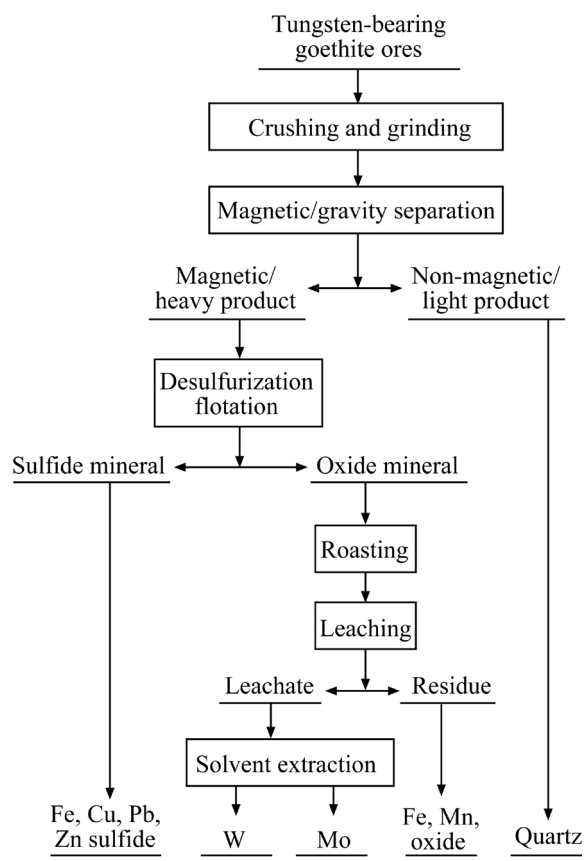 Tungsten-bearing
goethite ores
Crushing and grinding
Magnetic/gravity separation
Magnetic/
heavy product
Non-magnetic/
light product
Desulfurization
flotation
Sulfide mineral
Oxide mineral
Roasting
Leaching
Leachate
Residue
Solvent extraction
Fe, Cu, Pb,
Zn sulfide
W
Mo
Fe, Mn,
oxide
Quartz